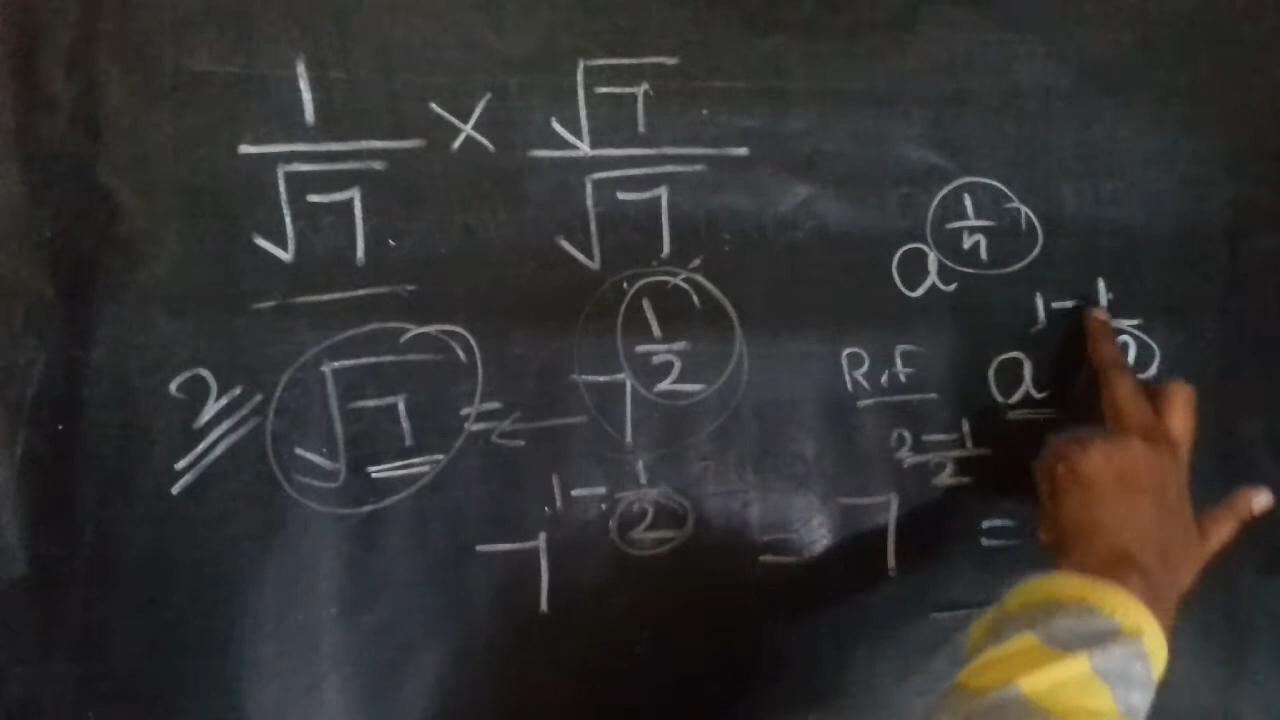 1/√7 × √7/√7
a^(1/n)
2 √7 = ← 7^(1/2)
R.F a^(1-1/n)
7^(1-1/2) = 7^((2-1)/2) =